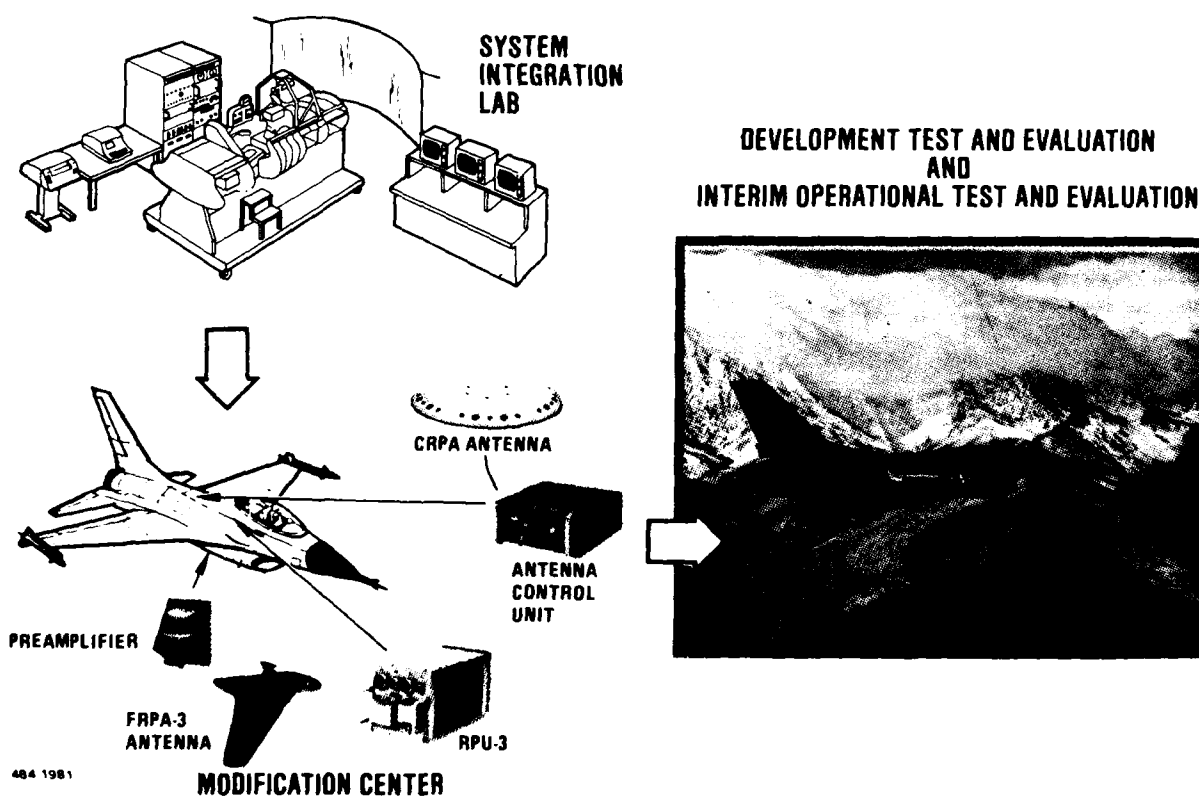 SYSTEM
INTEGRATION
LAB
DEVELOPMENT TEST AND EVALUATION
AND
INTERIM OPERATIONAL TEST AND EVALUATION
CRPA ANTENNA
ANTENNA
CONTROL
UNIT
PREAMPLIFIER
FRPA-3
ANTENNA
RPU-3
484 1981
MODIFICATION CENTER